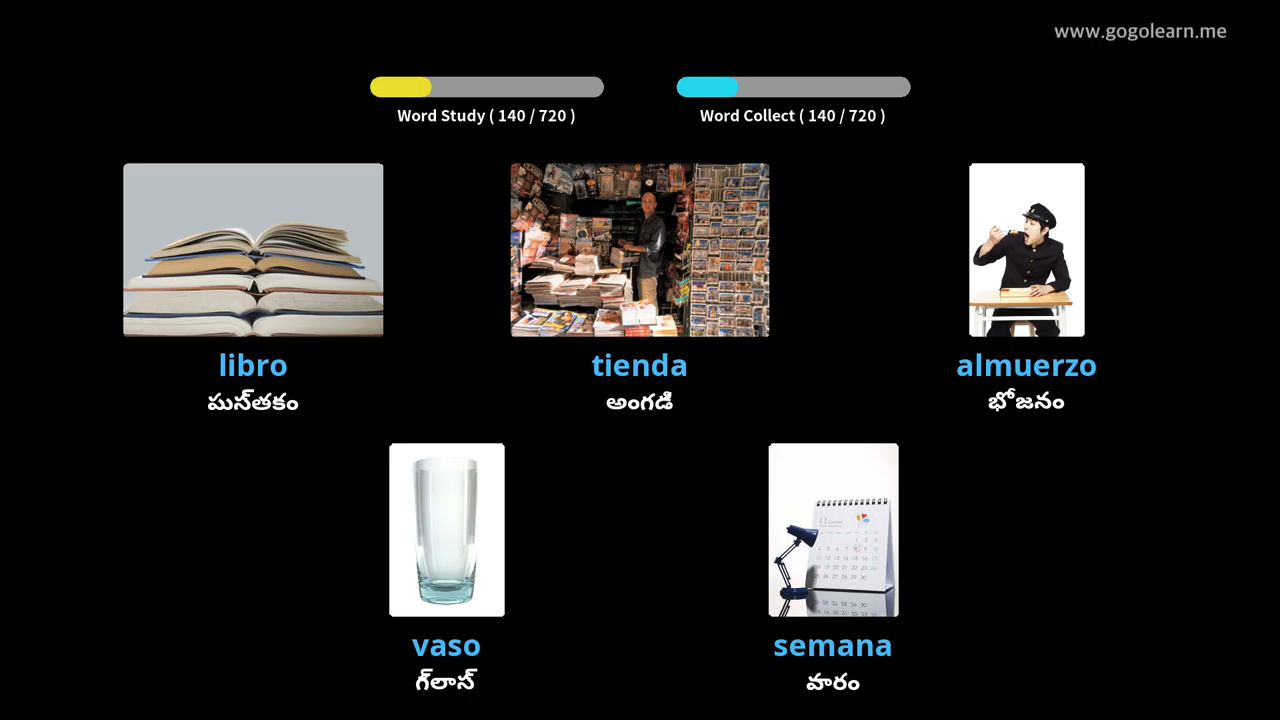 www.gogolearn.me
Word Study ( 140 / 720 )
Word Collect ( 140 / 720 )
libro
పుస్తకం
tienda
అంగడి
almuerzo
భోజనం
vaso
గ్లాస్
semana
వారం